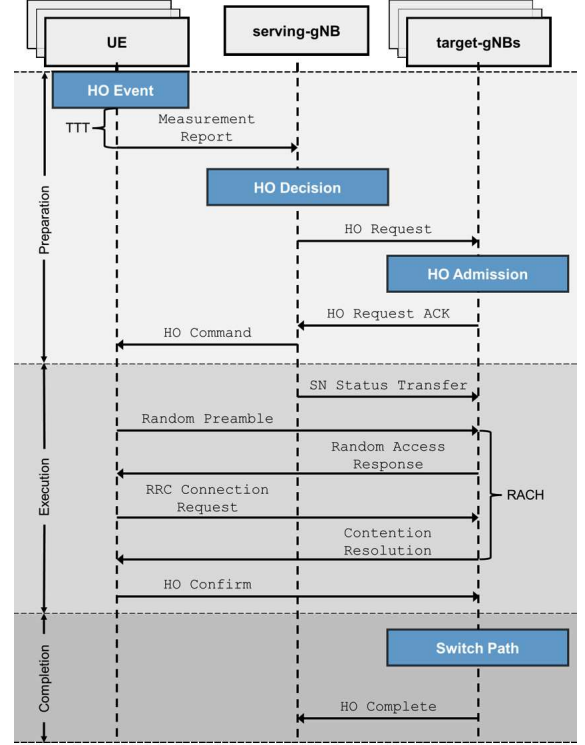 UE
serving-gNB
target-gNBs
HO Event
TTT
Measurement
Report
HO Decision
HO Request
HO Admission
HO Request ACK
HO Command
Preparation
SN Status Transfer
Random Preamble
Random Access
Response
RRC Connection
Request
RACH
Contention
Resolution
HO Confirm
Execution
Switch Path
HO Complete
Completion